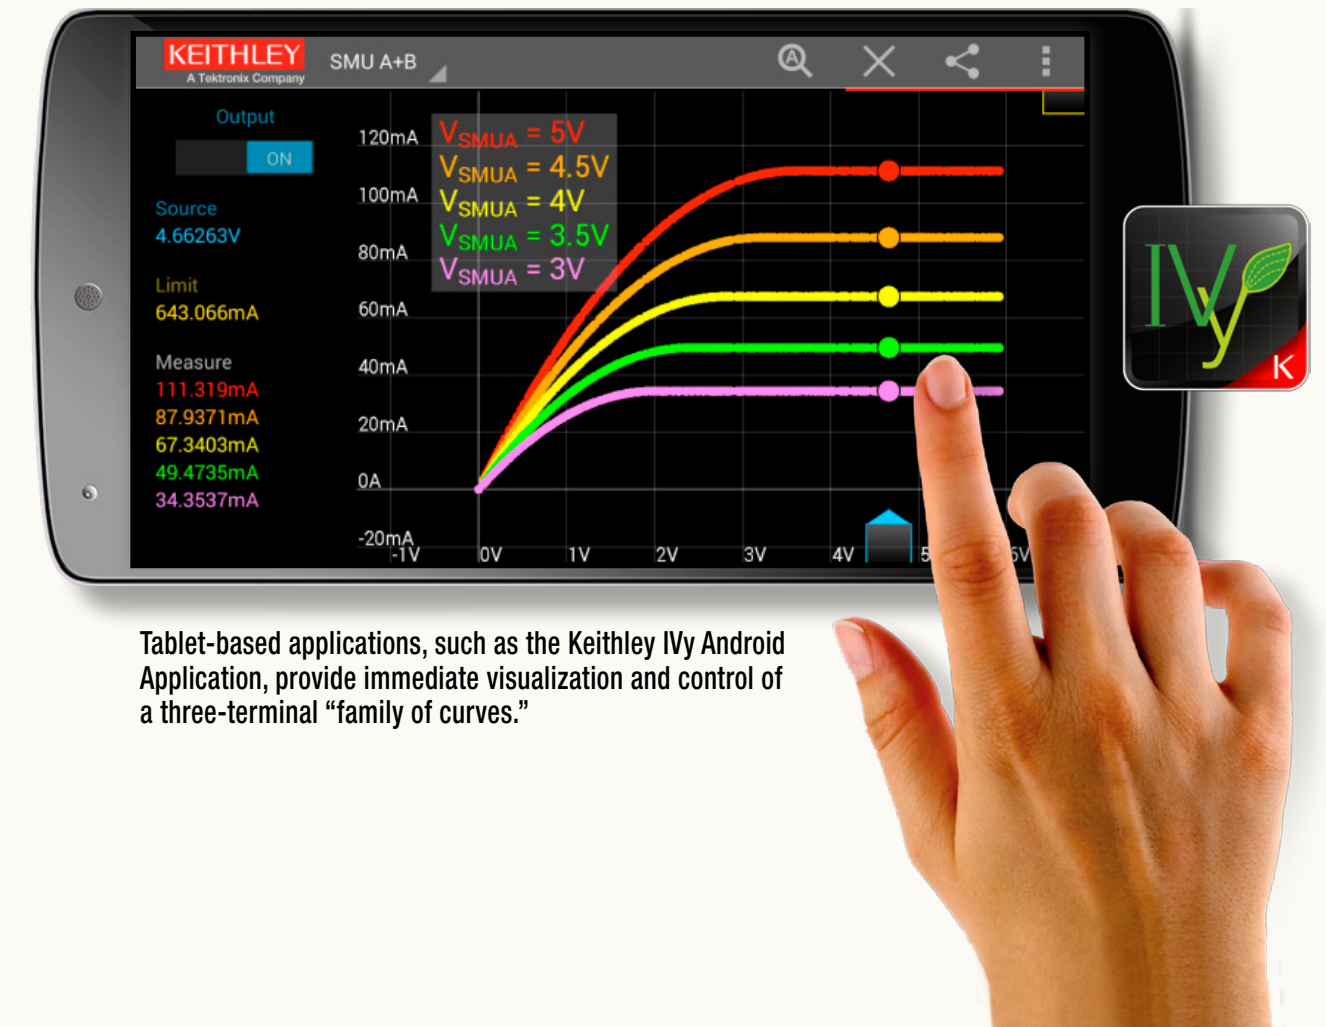 KEITHLEY
A Tektronix Company
SMU A+B
A
Output
ON
Source
4.66263V
Limit
643.066mA
Measure
111.319mA
87.9371mA
67.3403mA
49.4735mA
34.3537mA
120mA
100mA
80mA
60mA
40mA
20mA
0A
-20mA
VSMUA = 5V
VSMUA = 4.5V
VSMUA = 4V
VSMUA = 3.5V
VSMUA = 3V
-1V 0V 1V 2V 3V 4V 5 6V
IVy
K
Tablet-based applications, such as the Keithley IVy Android
Application, provide immediate visualization and control of
a three-terminal “family of curves.”